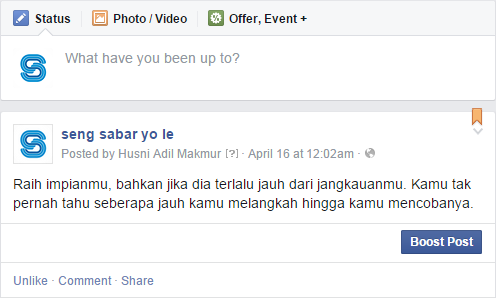 Status Photo / Video Offer, Event +
What have you been up to?
seng sabar yo le
Posted by Husni Adil Makmur [?] · April 16 at 12:02am ·
Raih impianmu, bahkan jika dia terlalu jauh dari jangkauanmu. Kamu tak
pernah tahu seberapa jauh kamu melangkah hingga kamu mencobanya.
Boost Post
Unlike · Comment · Share